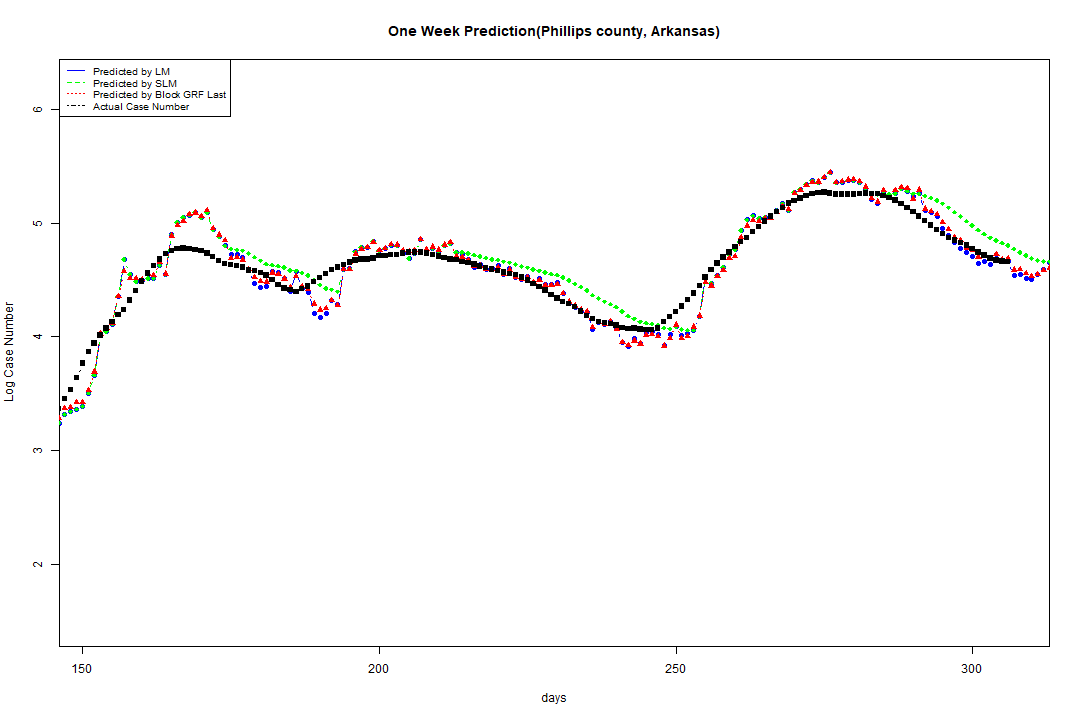 One Week Prediction(Phillips county, Arkansas)
Predicted by LM
Predicted by SLM
Predicted by Block GRF Last
Actual Case Number
6
5
4
3
2
Log Case Number
150
200
250
300
days